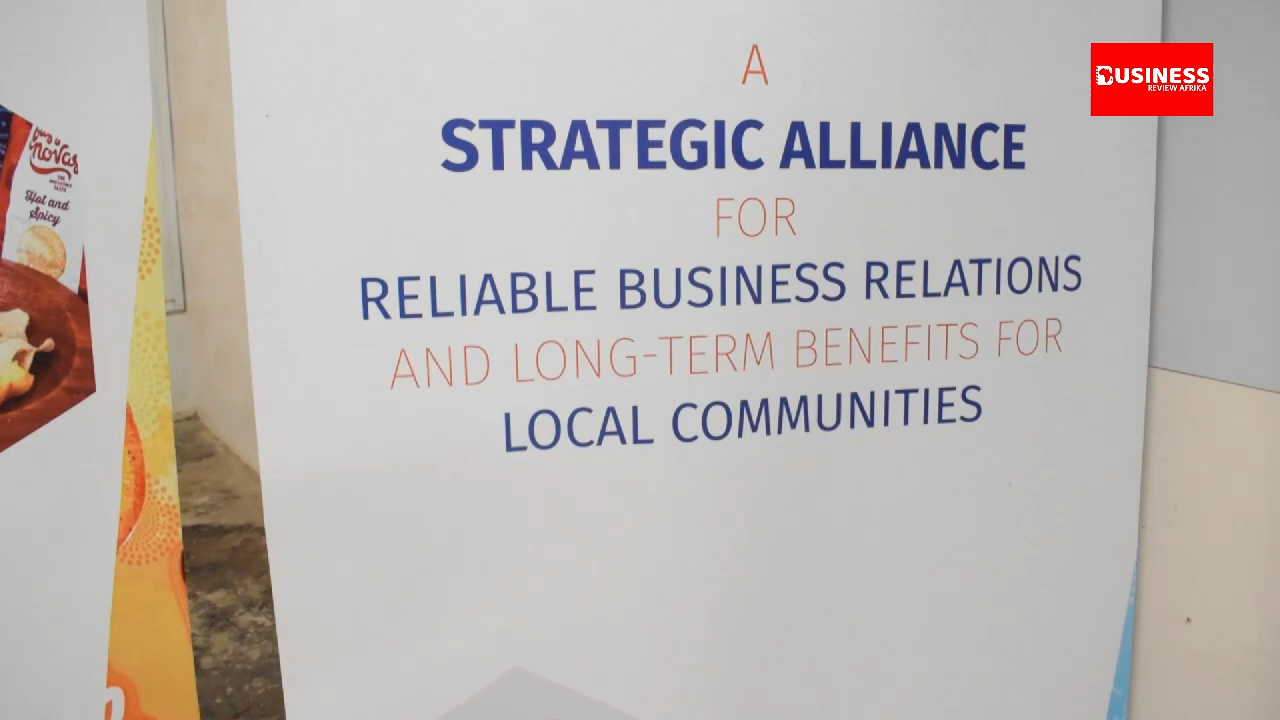 A
STRATEGIC ALLIANCE
FOR
RELIABLE BUSINESS RELATIONS
AND LONG-TERM BENEFITS FOR
LOCAL COMMUNITIES
BUSINESS
REVIEW AFRIKA
novas
Hot and
Spicy